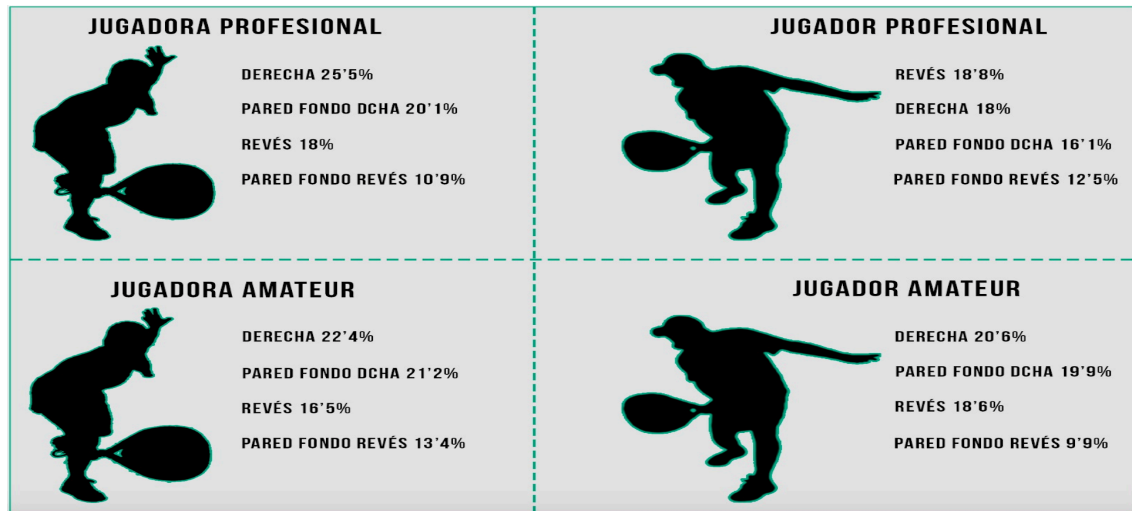 JUGADORA PROFESIONAL
DERECHA 25'5%
PARED FONDO DCHA 20'1%
REVÉS 18%
PARED FONDO REVÉS 10'9%
JUGADOR PROFESIONAL
REVÉS 18'8%
DERECHA 18%
PARED FONDO DCHA 16'1%
PARED FONDO REVÉS 12'5%
JUGADORA AMATEUR
DERECHA 22'4%
PARED FONDO DCHA 21'2%
REVÉS 16'5%
PARED FONDO REVÉS 13'4%
JUGADOR AMATEUR
DERECHA 20'6%
PARED FONDO DCHA 19'9%
REVÉS 18'6%
PARED FONDO REVÉS 9'9%